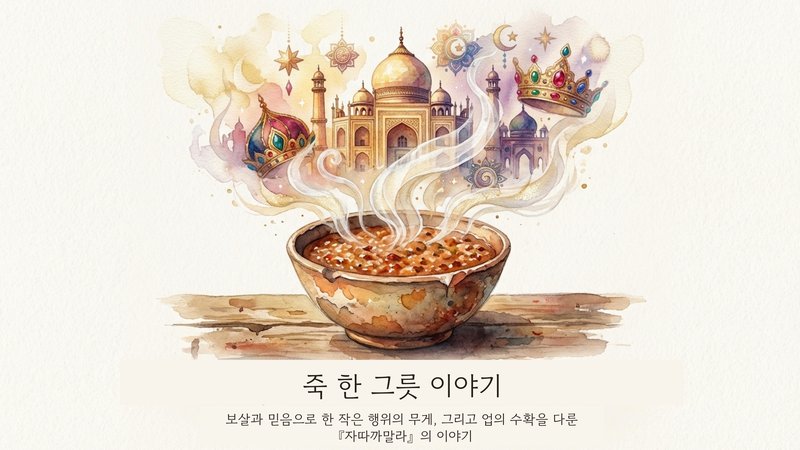 죽 한 그릇 이야기
보살과 믿음으로 한 작은 행위의 무게, 그리고 업의 수확을 다룬
『자따까말라』의 이야기